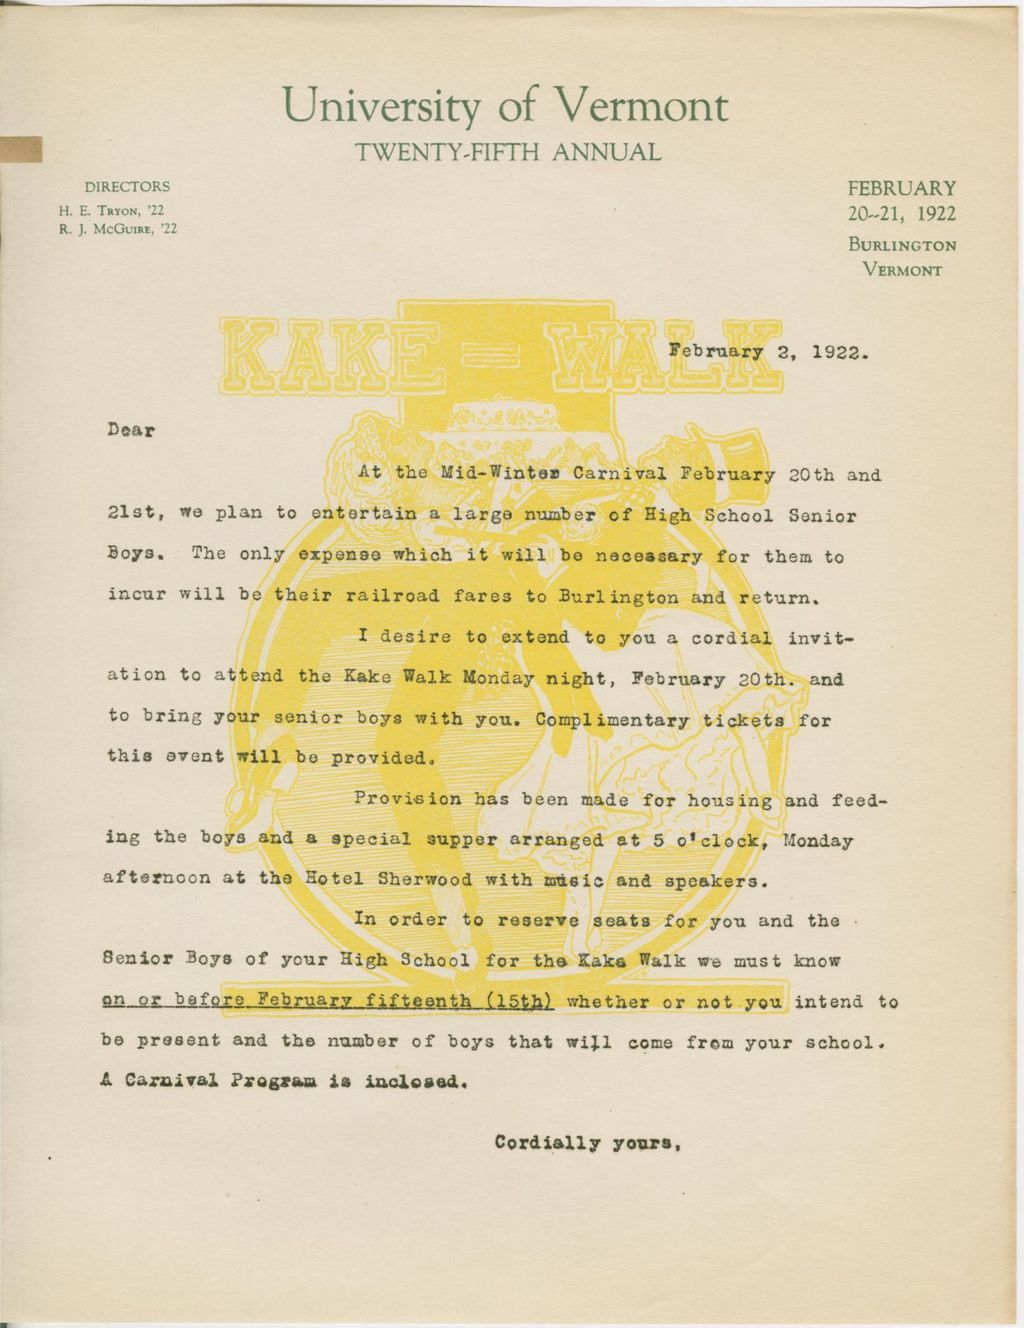 University of Vermont
TWENTY-FIFTH ANNUAL
DIRECTORS
H. E. TRYON, '22
R. J. MCGUIRE, '22
FEBRUARY
20--21, 1922
BURLINGTON
VERMONT
KAKE=WALK
February 2, 1922.
Dear
At the Mid-Winter Carnival February 20th and
21st, we plan to entertain a large number of High School Senior
Boys. The only expense which it will be necessary for them to
incur will be their railroad fares to Burlington and return.
I desire to extend to you a cordial invit-
ation to attend the Kake Walk Monday night, February 20th. and
to bring your senior boys with you. Complimentary tickets for
this event will be provided.
Provision has been made for housing and feed-
ing the boys and a special supper arranged at 5 o'clock, Monday
afternoon at the Hotel Sherwood with music and speakers.
In order to reserve seats for you and the
Senior Boys of your High School for the Kake Walk we must know
on or before February fifteenth (15th) whether or not you intend to
be present and the number of boys that will come from your school.
A Carnival Program is inclosed.
Cordially yours,